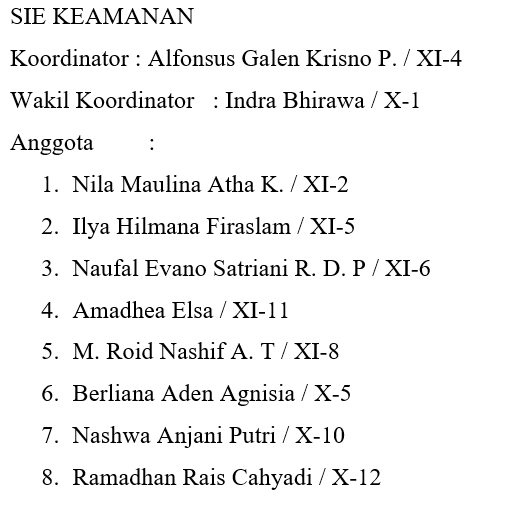 SIE KEAMANAN
Koordinator : Alfonsus Galen Krisno P. / XI-4
Wakil Koordinator : Indra Bhirawa / X-1
Anggota :
1. Nila Maulina Atha K. / XI-2
2. Ilya Hilmana Firaslam / XI-5
3. Naufal Evano Satriani R. D. P / XI-6
4. Amadhea Elsa / XI-11
5. M. Roid Nashif A. T / XI-8
6. Berliana Aden Agnisia / X-5
7. Nashwa Anjani Putri / X-10
8. Ramadhan Rais Cahyadi / X-12